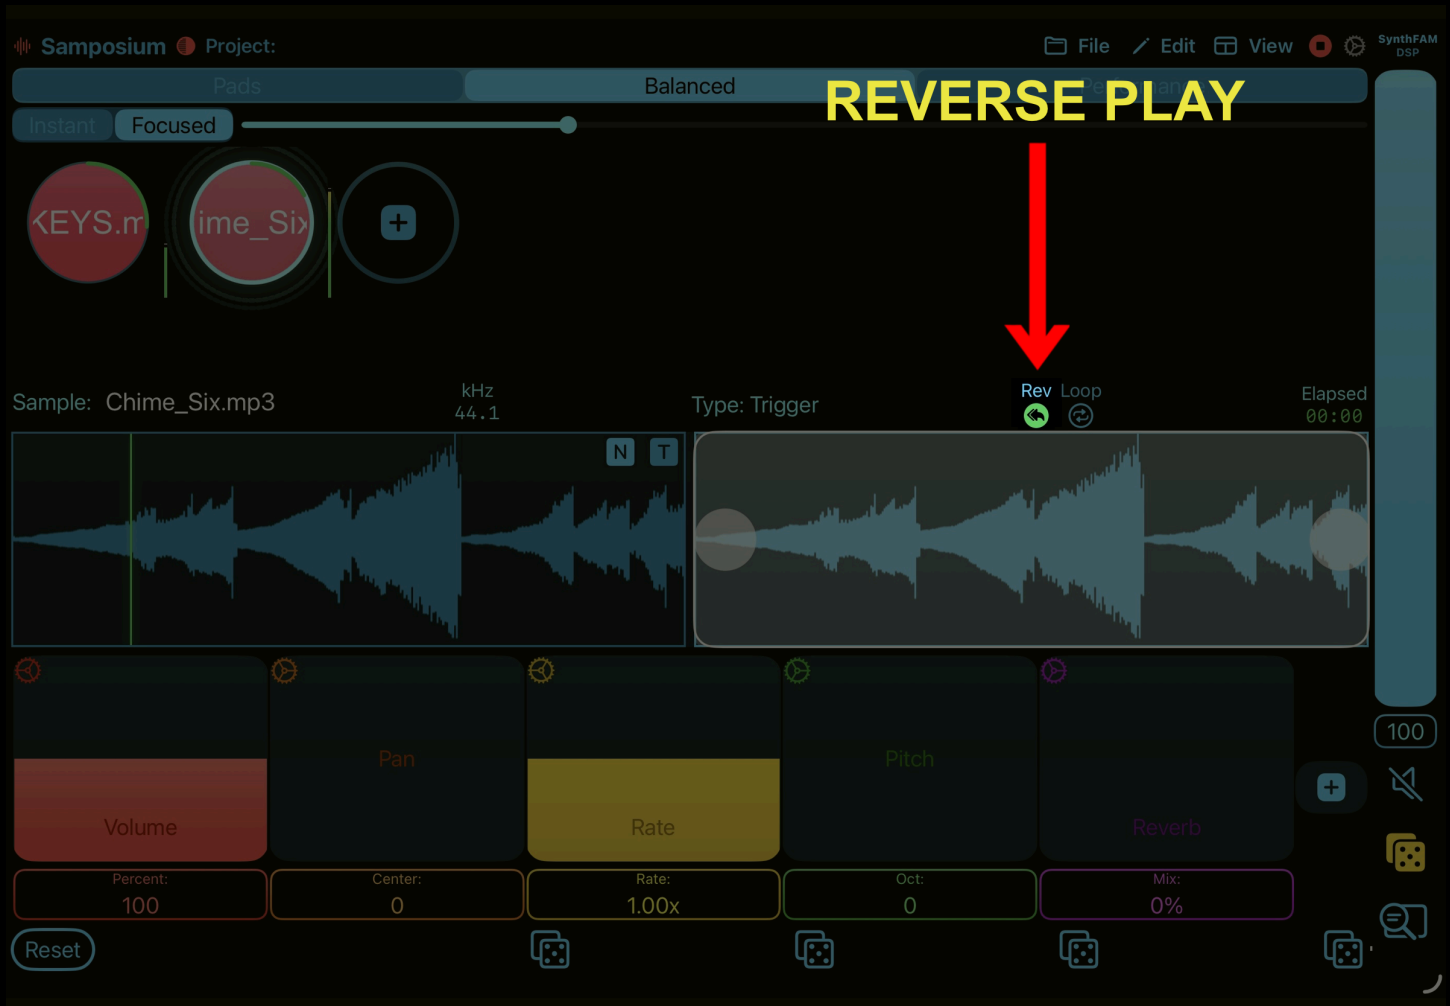 Samposium Project: File Edit View SynthFAM DSP
Pads Balanced
REVERSE PLAY
Instant Focused
KEYS.m ime_Six
Sample: Chime_Six.mp3 kHz 44.1 Type: Trigger Rev Loop Elapsed 00:00
N T
Volume Pan Rate Pitch Reverb
100
Percent: 100 Center: 0 Rate: 1.00x Oct: 0 Mix: 0%
Reset